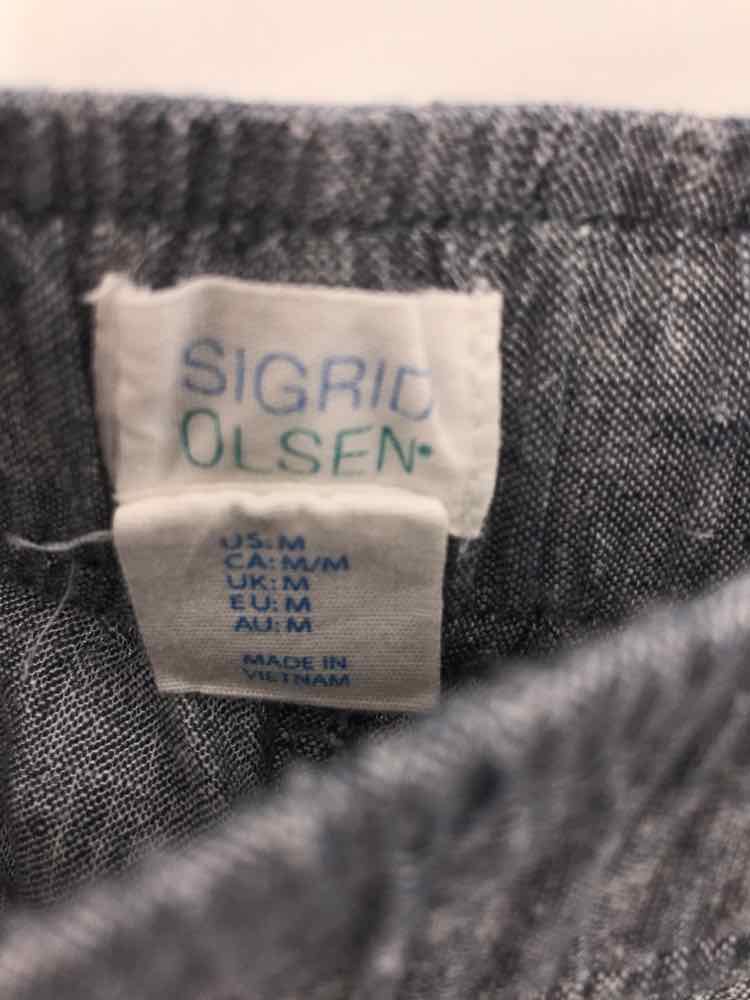 SIGRID
OLSEN•
US: M
CA: M/M
UK: M
EU: M
AU: M
MADE IN
VIETNAM